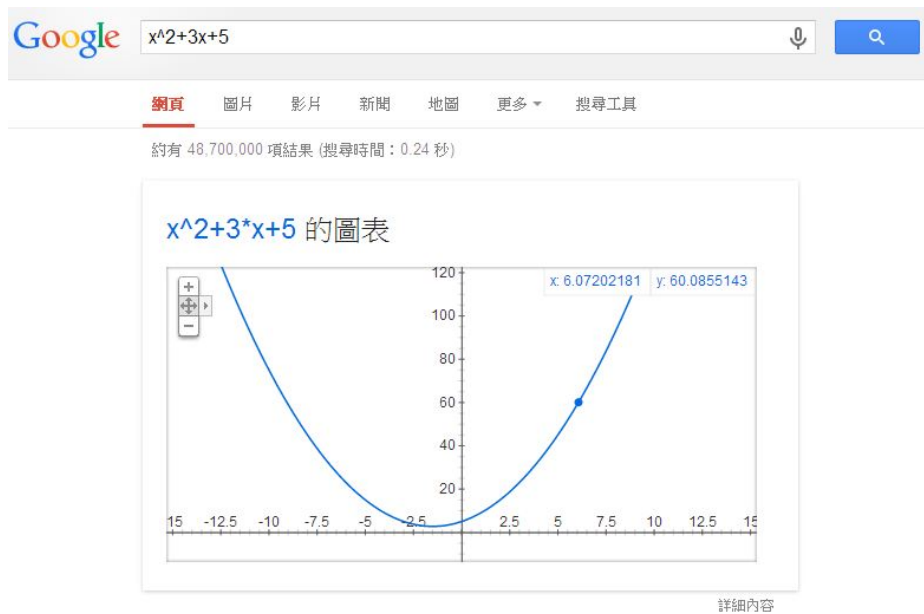 Google x^2+3x+5
網頁 圖片 影片 新聞 地圖 更多 搜尋工具
約有 48,700,000 項結果 (搜尋時間：0.24 秒)
x^2+3*x+5 的圖表
x: 6.07202181 y: 60.0855143
120
100
80
60
40
20
15 -12.5 -10 -7.5 -5 -2.5 2.5 5 7.5 10 12.5 15
詳細內容